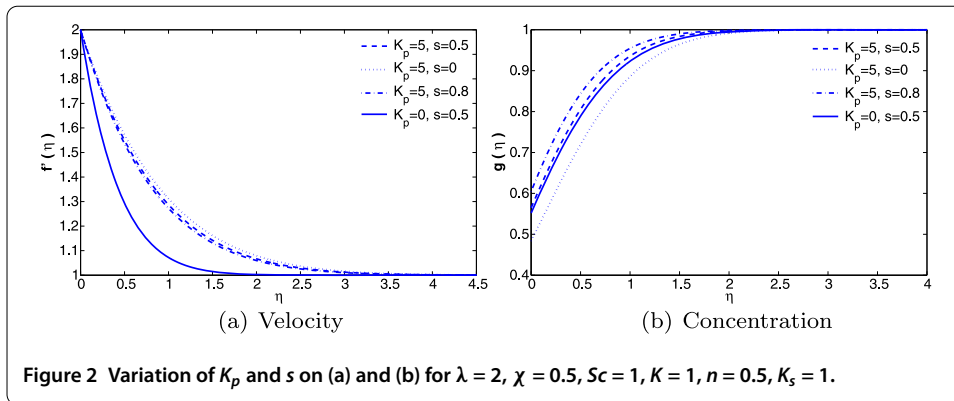 2
1.9
1.8
1.7
1.6
1.5
1.4
1.3
1.2
1.1
1
f'(η)
0 0.5 1 1.5 2 2.5 3 3.5 4 4.5
η
K_p=5, s=0.5
K_p=5, s=0
K_p=5, s=0.8
K_p=0, s=0.5
(a) Velocity
1
0.9
0.8
0.7
0.6
0.5
0.4
g(η)
0 0.5 1 1.5 2 2.5 3 3.5 4
η
K_p=5, s=0.5
K_p=5, s=0
K_p=5, s=0.8
K_p=0, s=0.5
(b) Concentration
Figure 2 Variation of K_p and s on (a) and (b) for λ = 2, χ = 0.5, Sc = 1, K = 1, n = 0.5, K_s = 1.